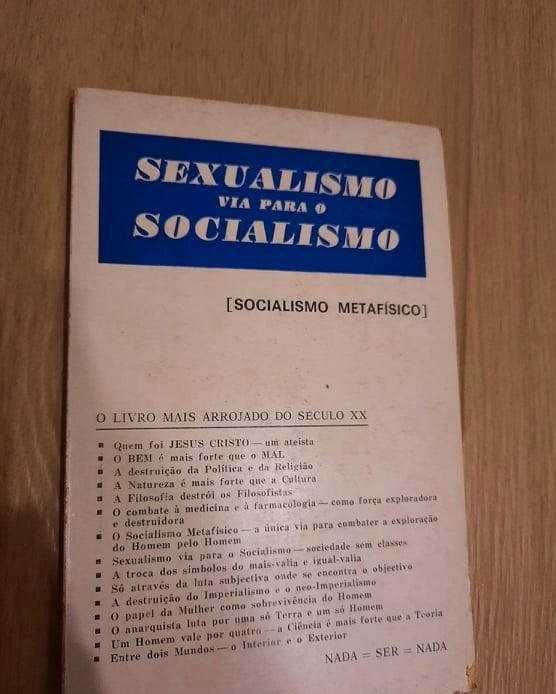 SEXUALISMO
VIA PARA O
SOCIALISMO
[SOCIALISMO METAFÍSICO]
O LIVRO MAIS ARROJADO DO SÉCULO XX
▪ Quem foi JESUS CRISTO — um ateista
▪ O BEM é mais forte que o MAL
▪ A destruição da Política e da Religião
▪ A Natureza é mais forte que a Cultura
▪ A Filosofia destrói os Filosofistas
▪ O combate à medicina e à farmacologia — como força exploradora
e destruidora
▪ O Socialismo Metafísico — a única via para combater a exploração
do Homem pelo Homem
▪ Sexualismo via para o Socialismo — sociedade sem classes
▪ A troca dos símbolos do mais-valia e igual-valia
▪ Só através da luta subjectiva onde se encontra o objectivo
▪ A destruição do Imperialismo e o neo-Imperialismo
▪ O papel da Mulher como sobrevivência do Homem
▪ O anarquista luta por uma só Terra e um só Homem
▪ Um Homem vale por quatro — a Ciência é mais forte que a Teoria
▪ Entre dois Mundos — o Interior e o Exterior
NADA = SER = NADA